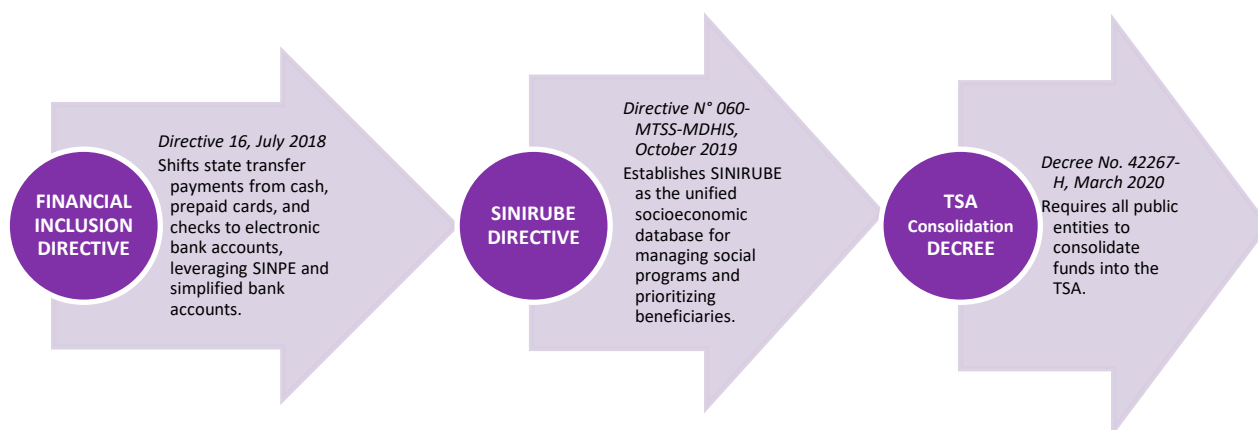 FINANCIAL
INCLUSION
DIRECTIVE
Directive 16, July 2018
Shifts state transfer
payments from cash,
prepaid cards, and
checks to electronic
bank accounts,
leveraging SINPE and
simplified bank
accounts.
SINIRUBE
DIRECTIVE
Directive N° 060-
MTSS-MDHIS,
October 2019
Establishes SINIRUBE
as the unified
socioeconomic
database for
managing social
programs and
prioritizing
beneficiaries.
TSA
Consolidation
DECREE
Decree No. 42267-
H, March 2020
Requires all public
entities to
consolidate
funds into the
TSA.